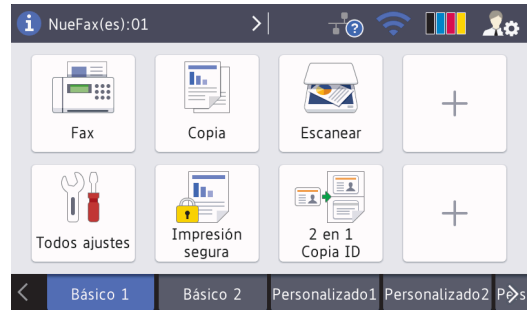 NueFax(es):01
Fax
Copia
Escanear
Todos ajustes
Impresión
segura
2 en 1
Copia ID
Básico 1
Básico 2
Personalizado1
Personalizado2